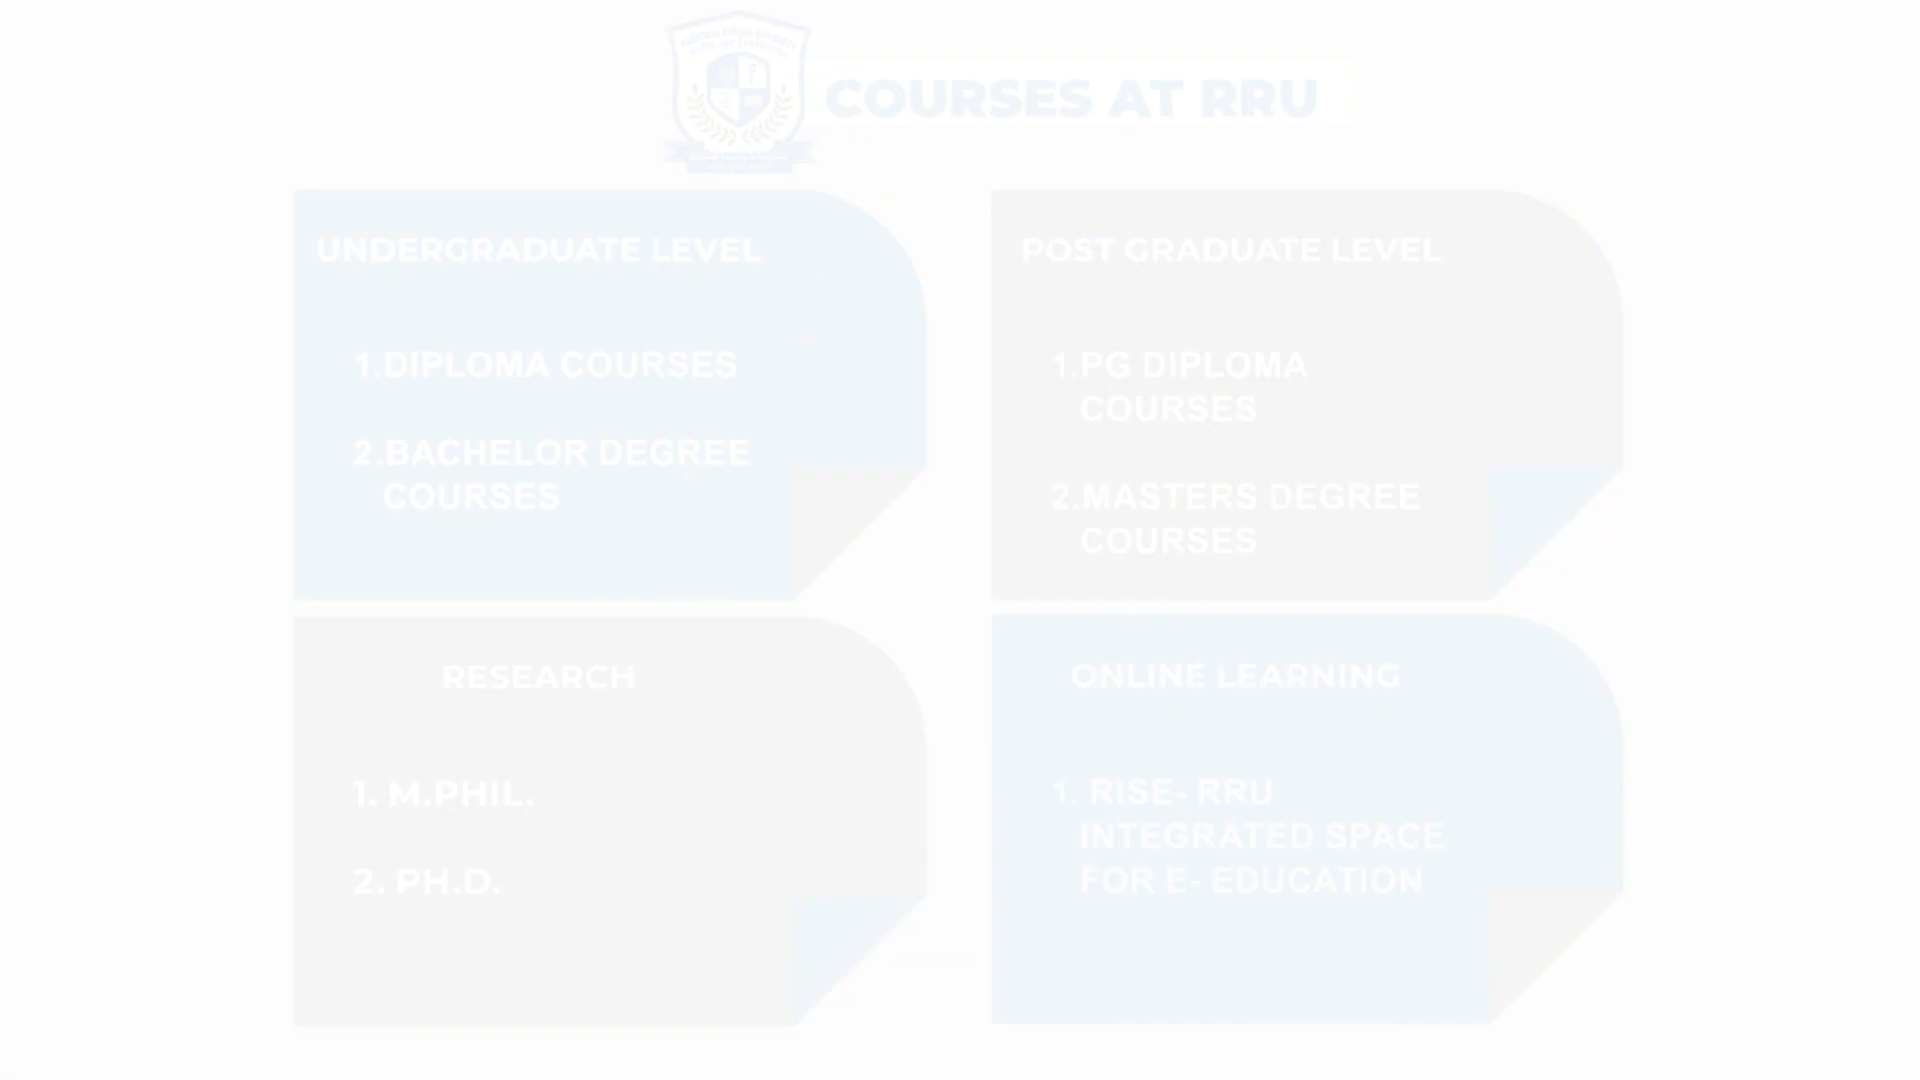 COURSES AT RRU
UNDERGRADUATE LEVEL
1.DIPLOMA COURSES
2.BACHELOR DEGREE
COURSES
POST GRADUATE LEVEL
1.PG DIPLOMA
COURSES
2.MASTERS DEGREE
COURSES
RESEARCH
1. M.PHIL.
2. PH.D.
ONLINE LEARNING
1. RISE- RRU
INTEGRATED SPACE
FOR E- EDUCATION